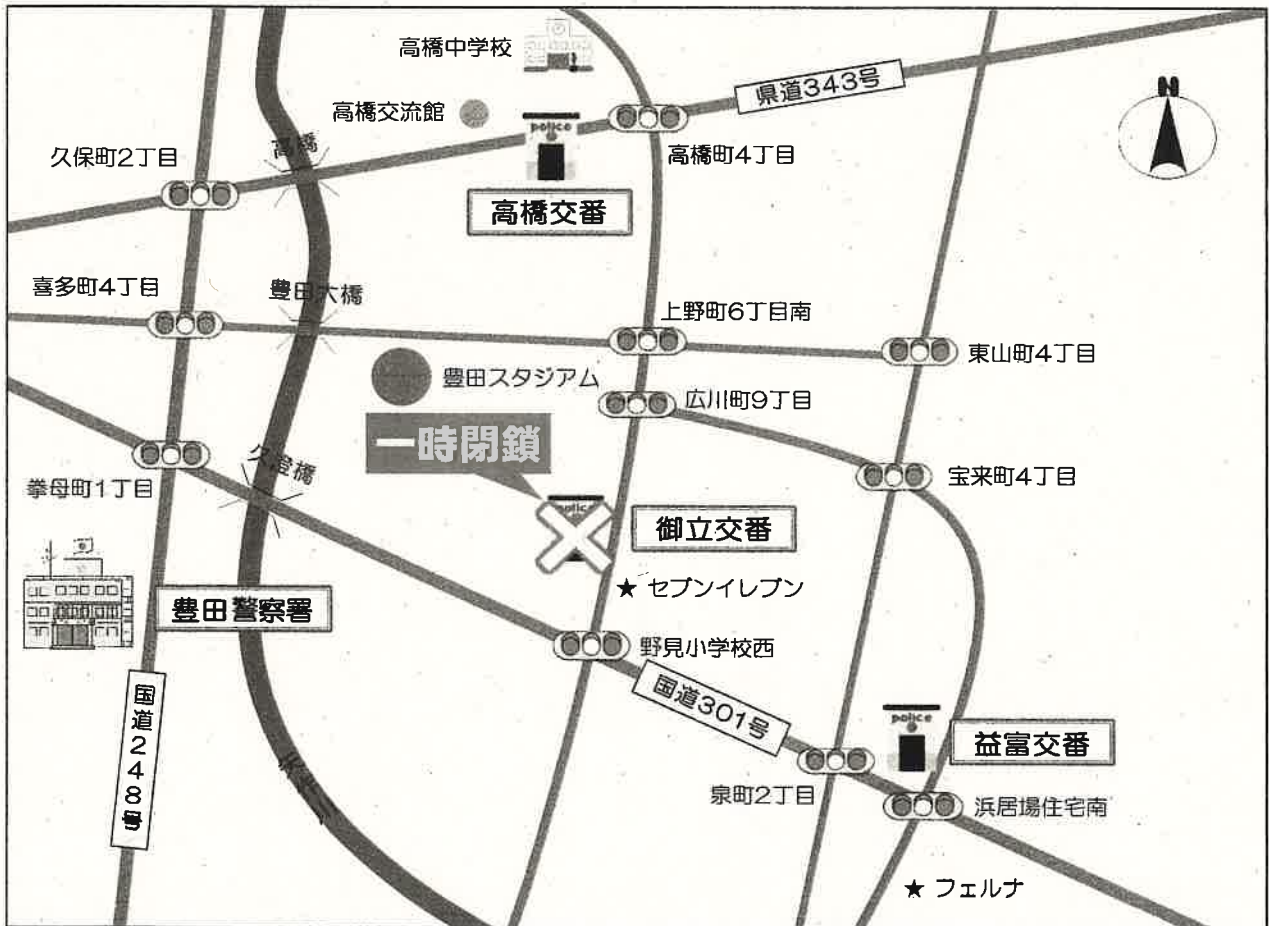 高橋中学校
N
県道343号
高橋交流館
police
高橋町4丁目
久保町2丁目
高橋
高橋交番
喜多町4丁目
豊田大橋
上野町6丁目南
東山町4丁目
豊田スタジアム
広川町9丁目
一時閉鎖
久澄橋
宝来町4丁目
挙母町1丁目
police
御立交番
セブンイレブン
豊田警察署
野見小学校西
国道301号
国道248号
police
益富交番
泉町2丁目
浜居場住宅南
フェルナ